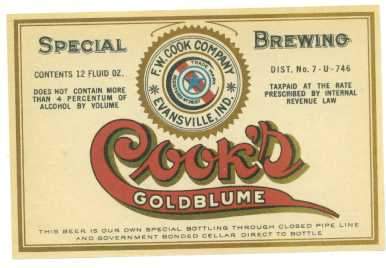 SPECIAL BREWING
F.W. COOK COMPANY
EVANSVILLE, IND.
TRADE MARK
CONTENTS 12 FLUID OZ.
DOES NOT CONTAIN MORE
THAN 4 PERCENTUM OF
ALCOHOL BY VOLUME
DIST. No. 7-U-746
TAXPAID AT THE RATE
PRESCRIBED BY INTERNAL
REVENUE LAW
Cook's
GOLDBLUME
THIS BEER IS OUR OWN SPECIAL BOTTLING THROUGH CLOSED PIPE LINE
AND GOVERNMENT BONDED CELLAR DIRECT TO BOTTLE